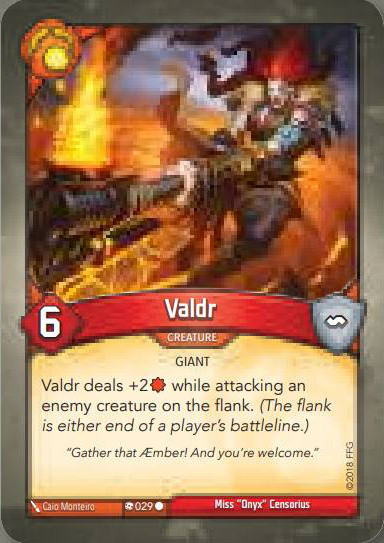 Valdr
6
CREATURE
GIANT
Valdr deals +2 while attacking an
enemy creature on the flank. (The flank
is either end of a player's battleline.)
"Gather that Æmber! And you're welcome."
©2018 FFG
Caio Monteiro
029
Miss "Onyx" Censorius